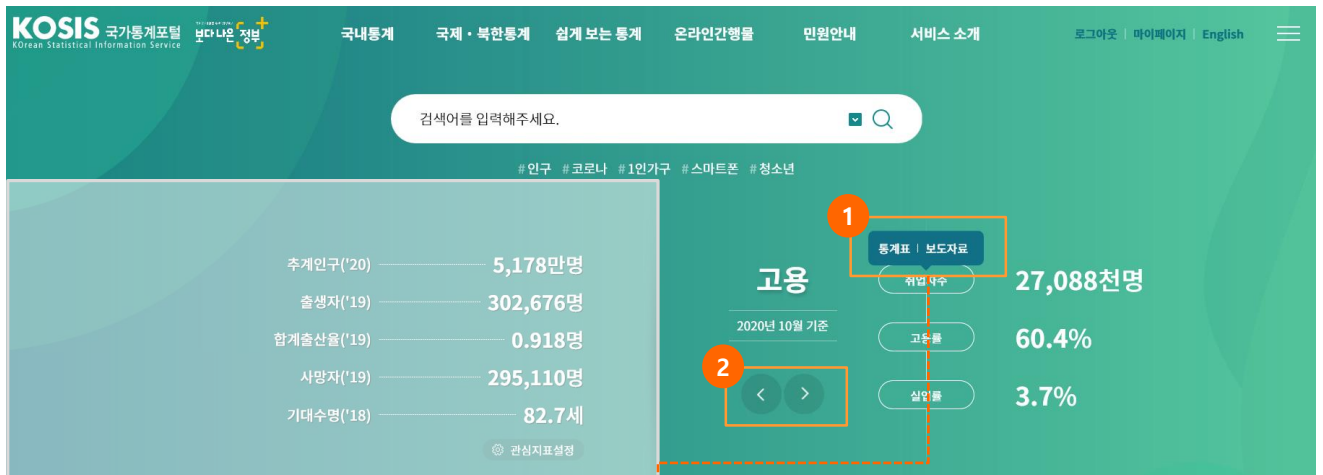 KOSIS 국가통계포털
KOrean Statistical Information Service
보다나은 정부
국내통계 국제・북한통계 쉽게 보는 통계 온라인간행물 민원안내 서비스 소개
로그아웃 마이페이지 English
검색어를 입력해주세요.
#인구 #코로나 #1인가구 #스마트폰 #청소년
추계인구('20) 5,178만명
출생자('19) 302,676명
합계출산율('19) 0.918명
사망자('19) 295,110명
기대수명('18) 82.7세
관심지표설정
1
통계표 | 보도자료
고용
2020년 10월 기준
2
취업자수 27,088천명
고용률 60.4%
실업률 3.7%